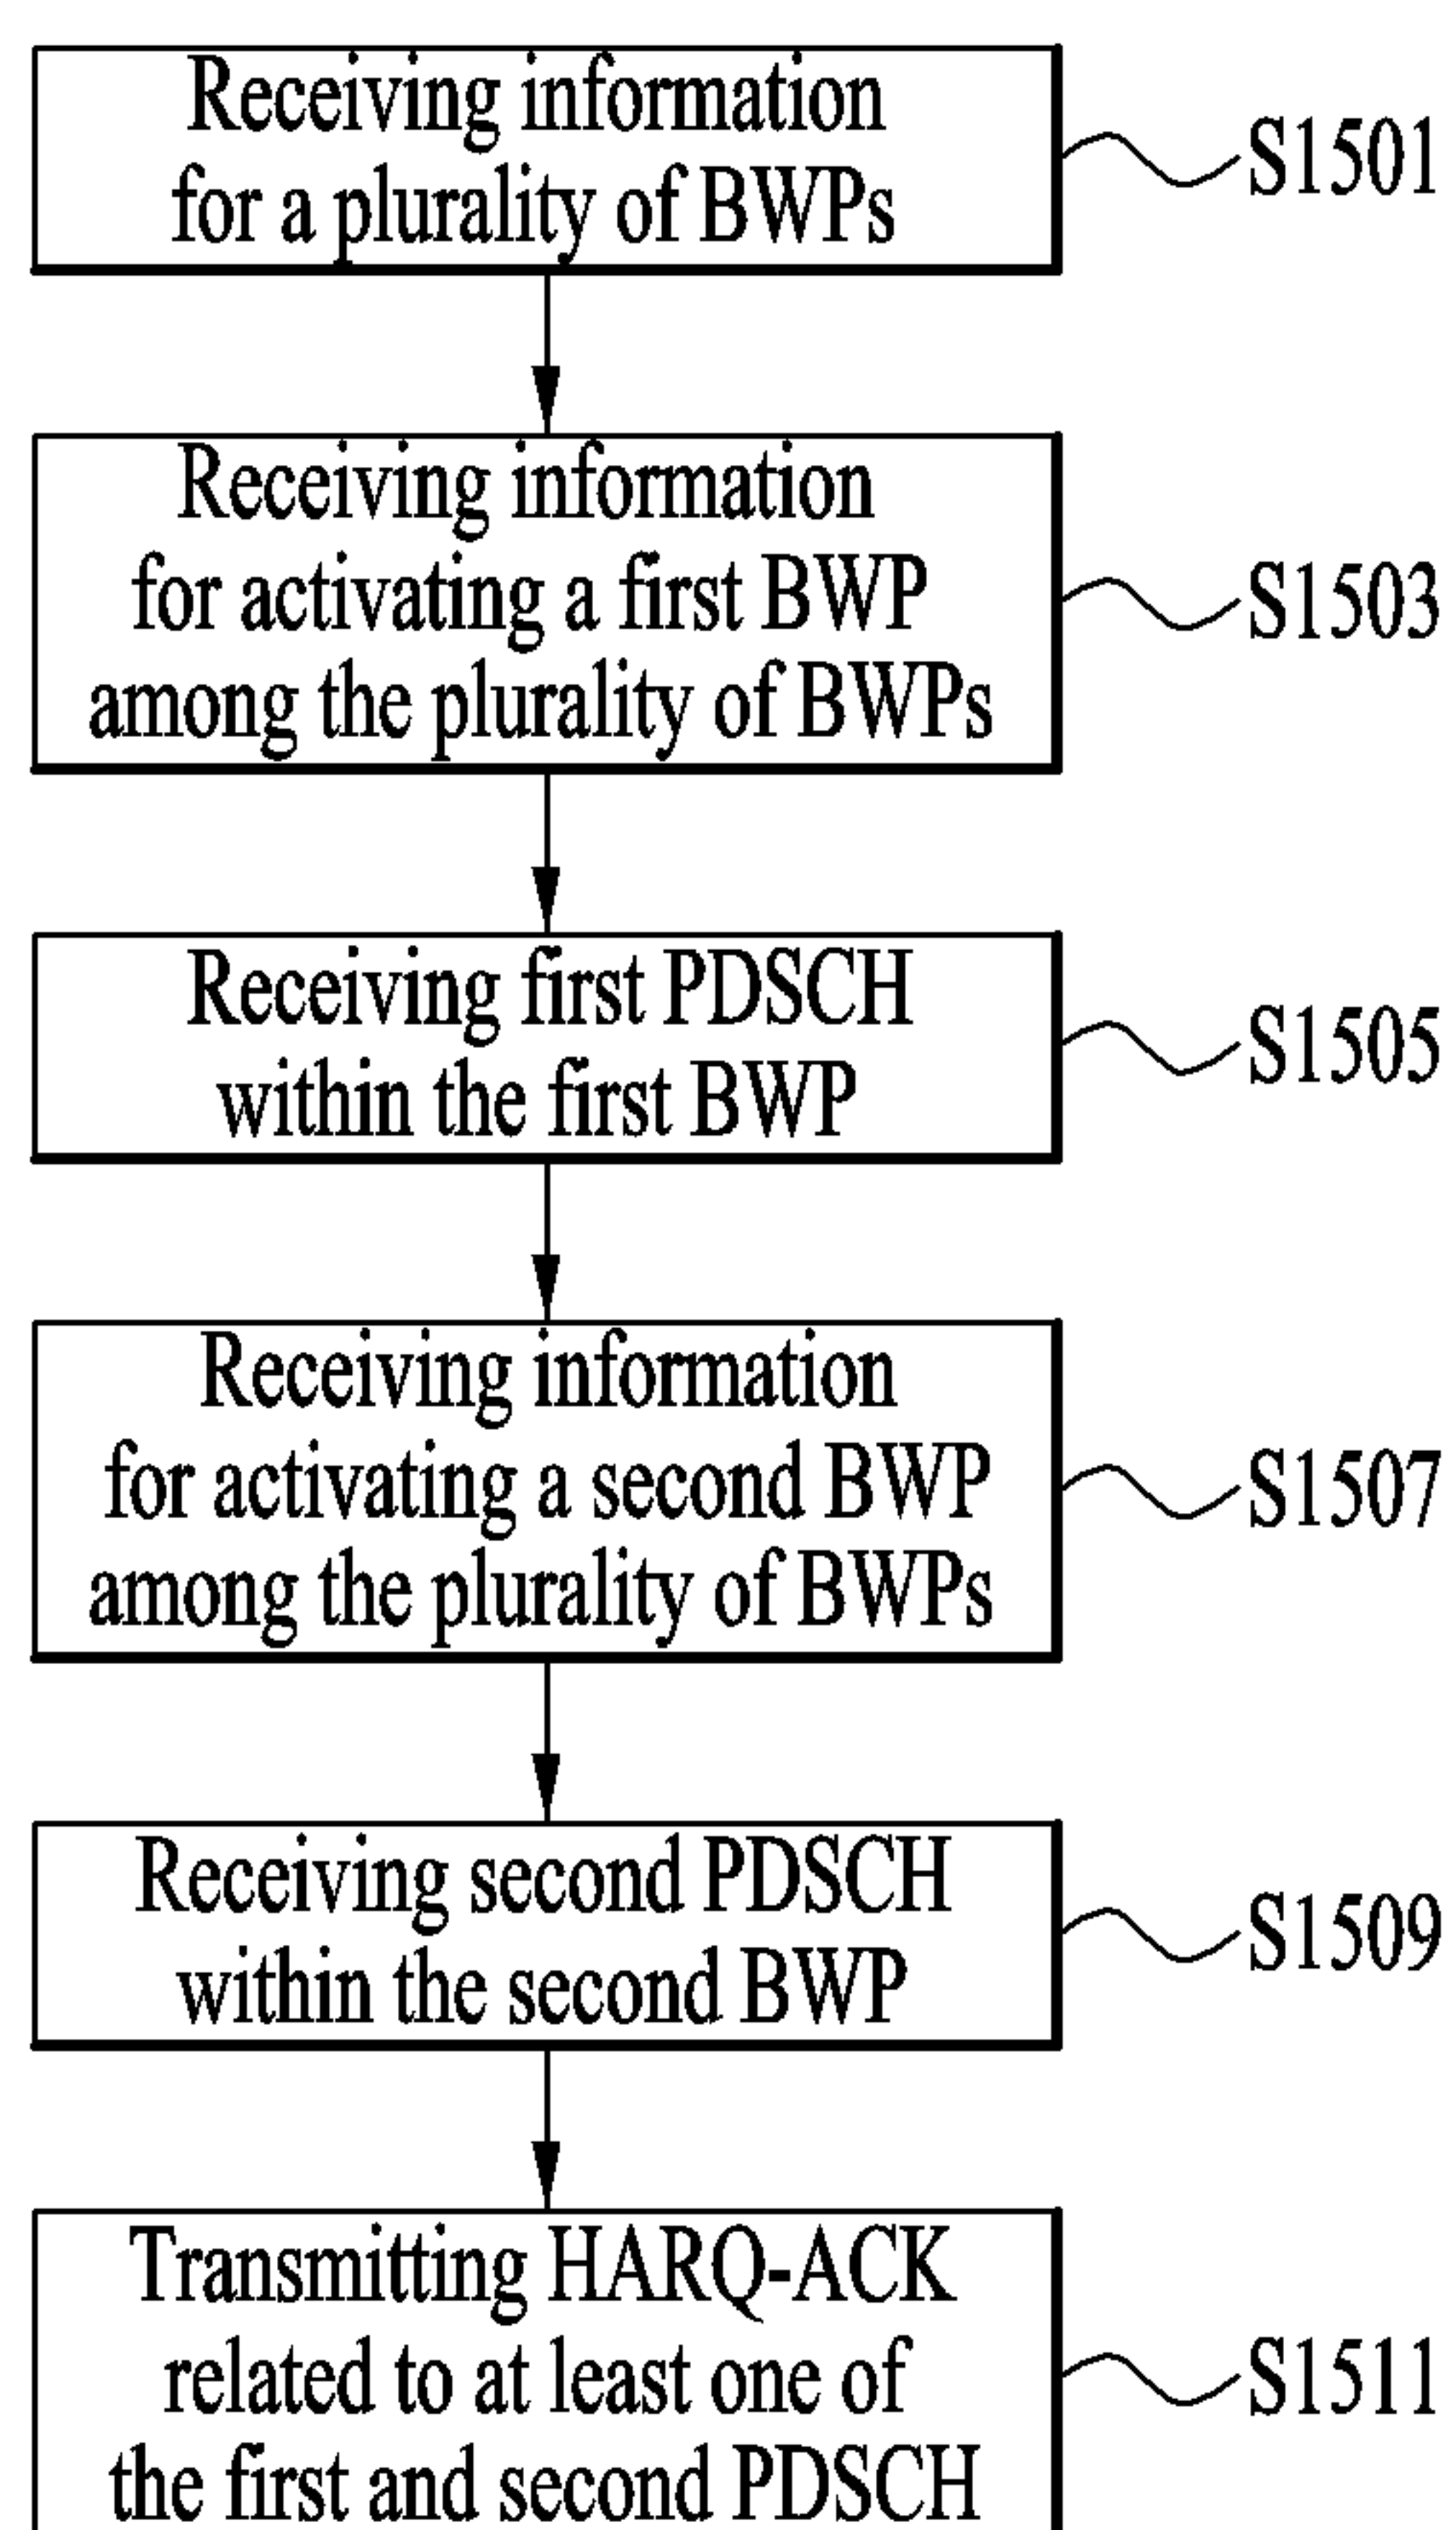 Receiving information
for a plurality of BWPs
S1501
Receiving information
for activating a first BWP
among the plurality of BWPs
S1503
Receiving first PDSCH
within the first BWP
S1505
Receiving information
for activating a second BWP
among the plurality of BWPs
S1507
Receiving second PDSCH
within the second BWP
S1509
Transmitting HARQ-ACK
related to at least one of
the first and second PDSCH
S1511